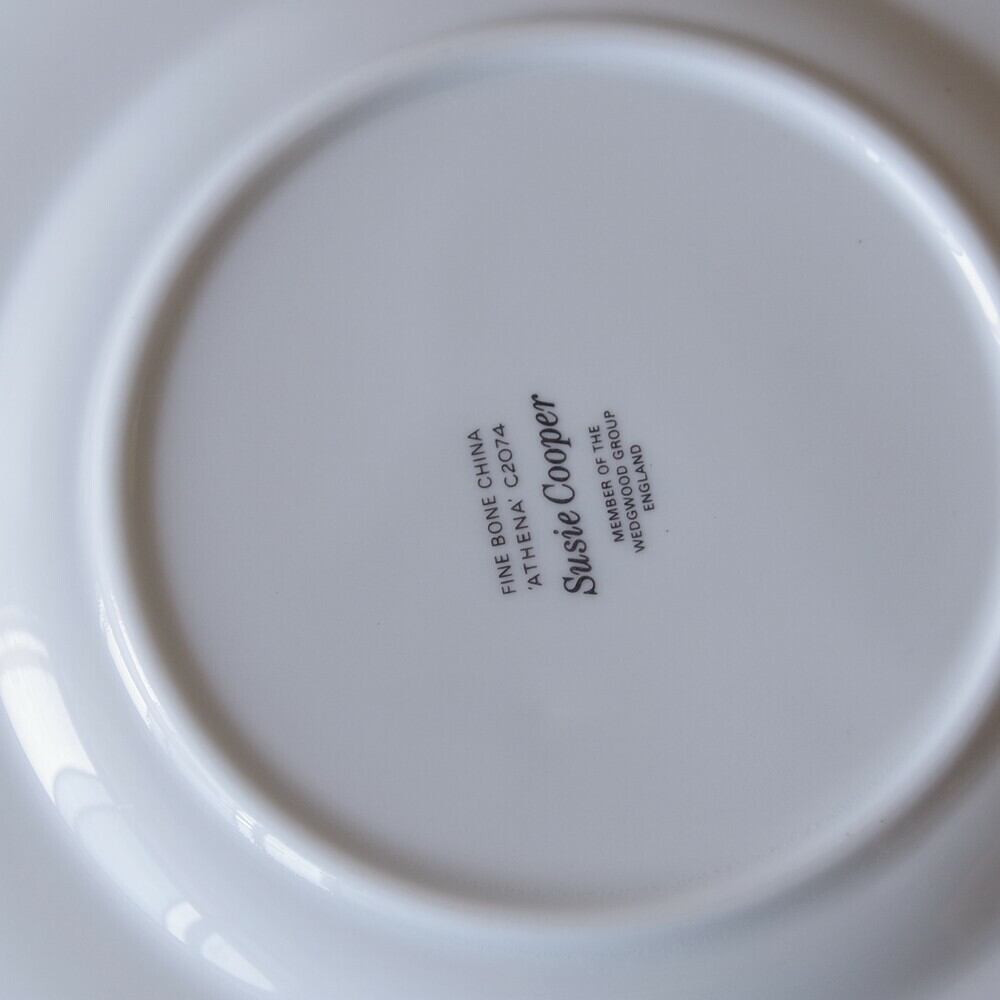 FINE BONE CHINA
'ATHENA' C2074
Susie Cooper
MEMBER OF THE
WEDGWOOD GROUP
ENGLAND